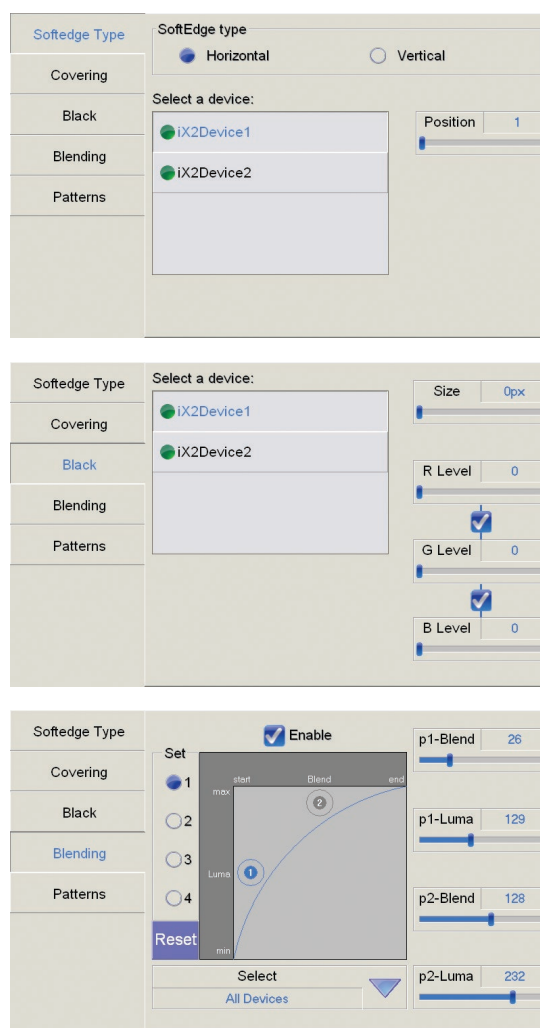 Softedge Type
Covering
Black
Blending
Patterns
SoftEdge type
Horizontal Vertical
Select a device:
iX2Device1
iX2Device2
Position 1
Softedge Type
Covering
Black
Blending
Patterns
Select a device:
iX2Device1
iX2Device2
Size 0px
R Level 0
G Level 0
B Level 0
Softedge Type
Covering
Black
Blending
Patterns
Enable
Set
1
2
3
4
Reset
start Blend end
max
2
Luma 1
min
Select
All Devices
p1-Blend 26
p1-Luma 129
p2-Blend 128
p2-Luma 232